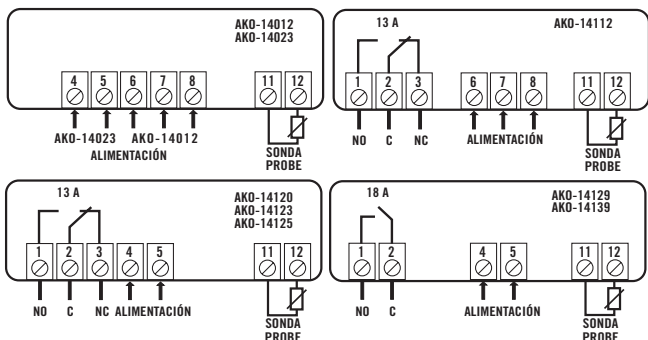 AKO-14012
AKO-14023
4 5 6 7 8 11 12
AKO-14023 AKO-14012
ALIMENTACIÓN
SONDA
PROBE
13 A
AKO-14112
1 2 3 6 7 8 11 12
NO C NC ALIMENTACIÓN
SONDA
PROBE
13 A
AKO-14120
AKO-14123
AKO-14125
1 2 3 4 5 11 12
NO C NC ALIMENTACIÓN
SONDA
PROBE
18 A
AKO-14129
AKO-14139
1 2 4 5 11 12
NO C ALIMENTACIÓN
SONDA
PROBE